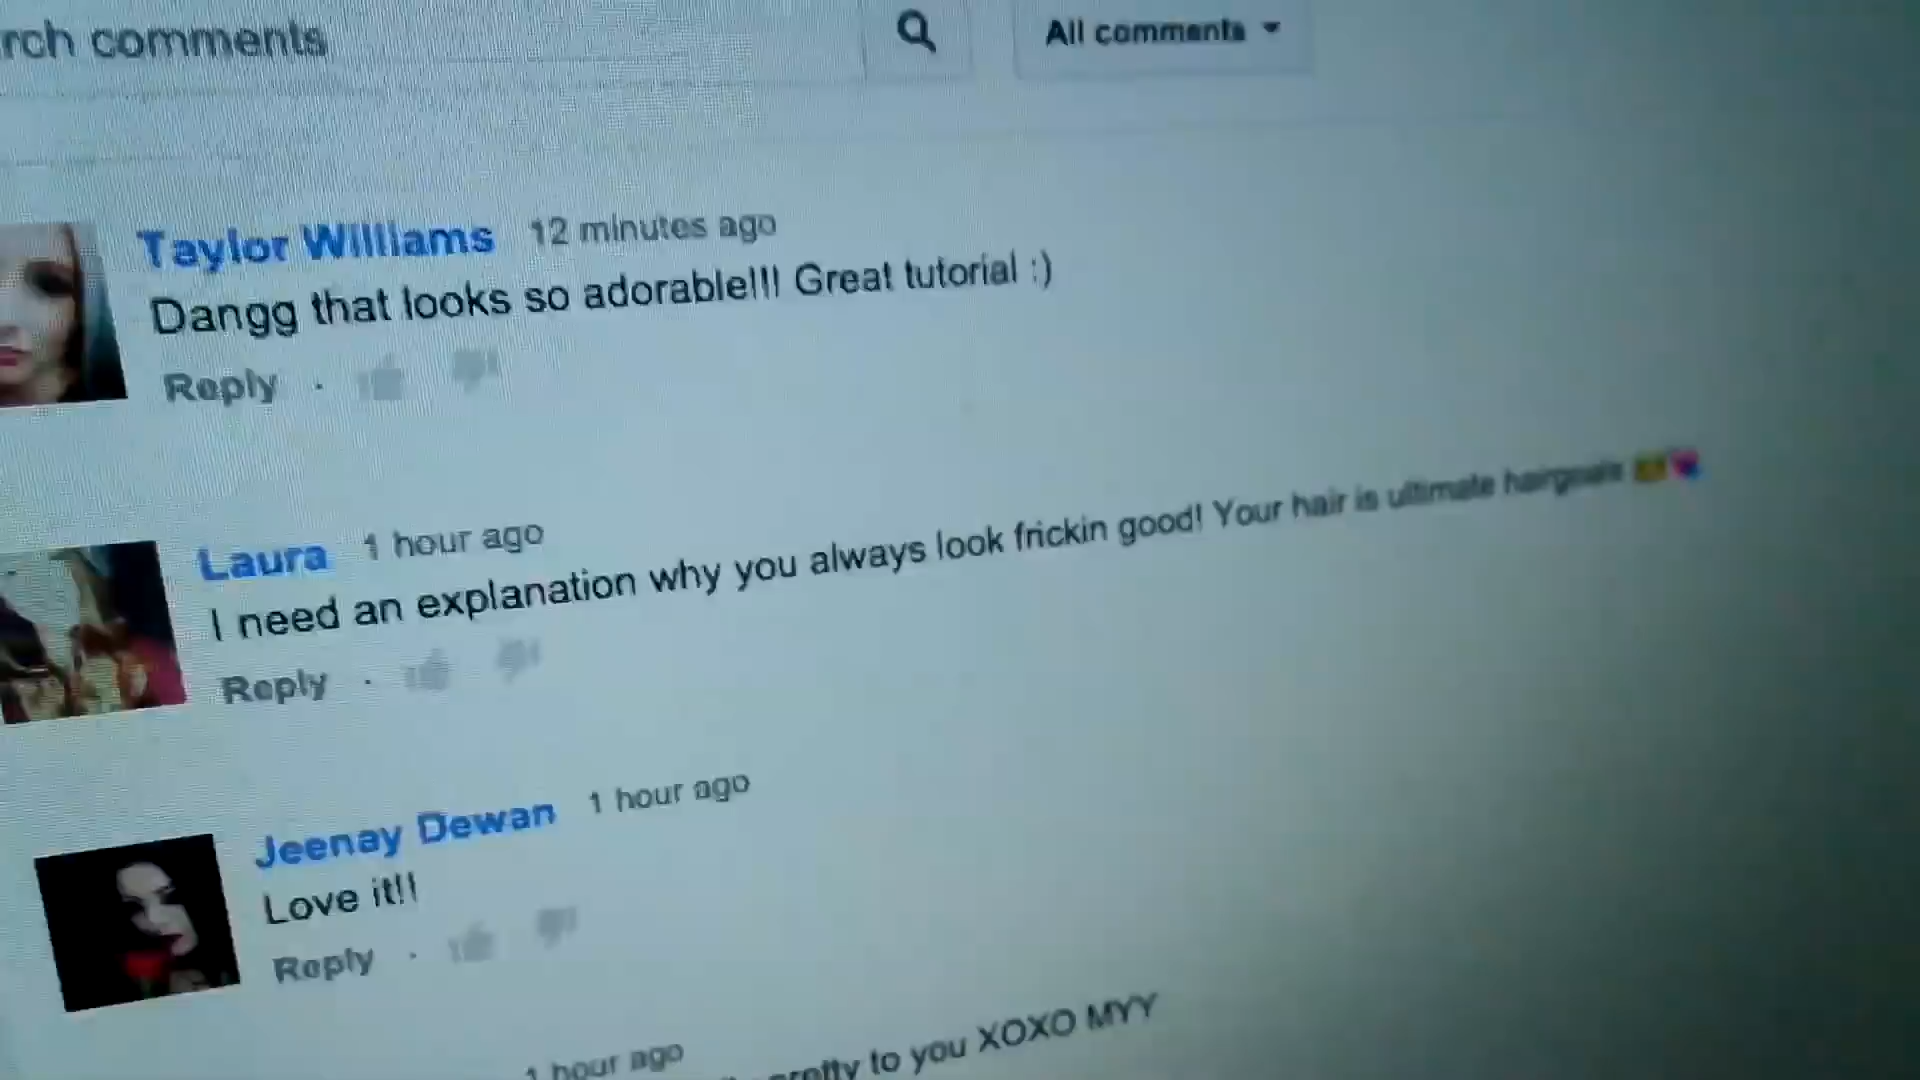 rch comments
All comments
Taylor Williams 12 minutes ago
Dangg that looks so adorable!!! Great tutorial :)
Reply
Laura 1 hour ago
I need an explanation why you always look frickin good! Your hair is ultimate hairgoals
Reply
Jeenay Dewan 1 hour ago
Love it!!
Reply
1 hour ago
pretty to you XOXO MYY